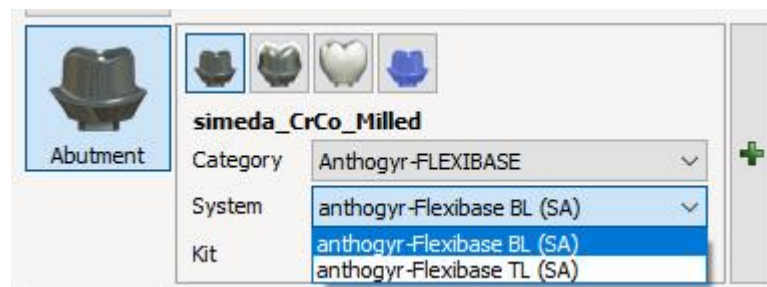 simeda_CrCo_Milled
Abutment
Category Anthogyr-FLEXIBASE
System anthogyr-Flexibase BL (SA)
Kit
anthogyr-Flexibase BL (SA)
anthogyr-Flexibase TL (SA)